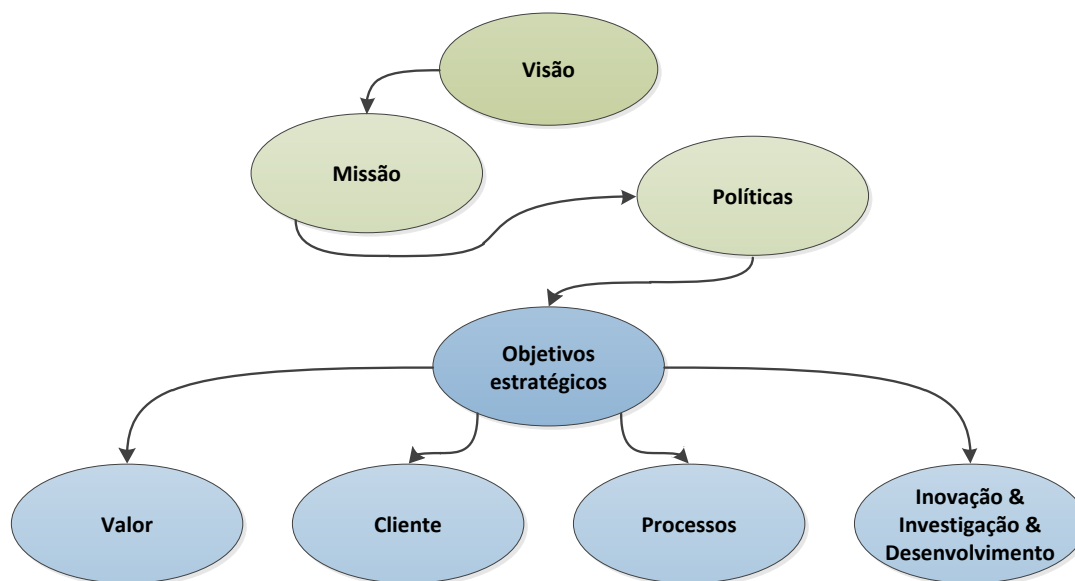 Visão
Missão
Políticas
Objetivos
estratégicos
Valor
Cliente
Processos
Inovação &
Investigação &
Desenvolvimento